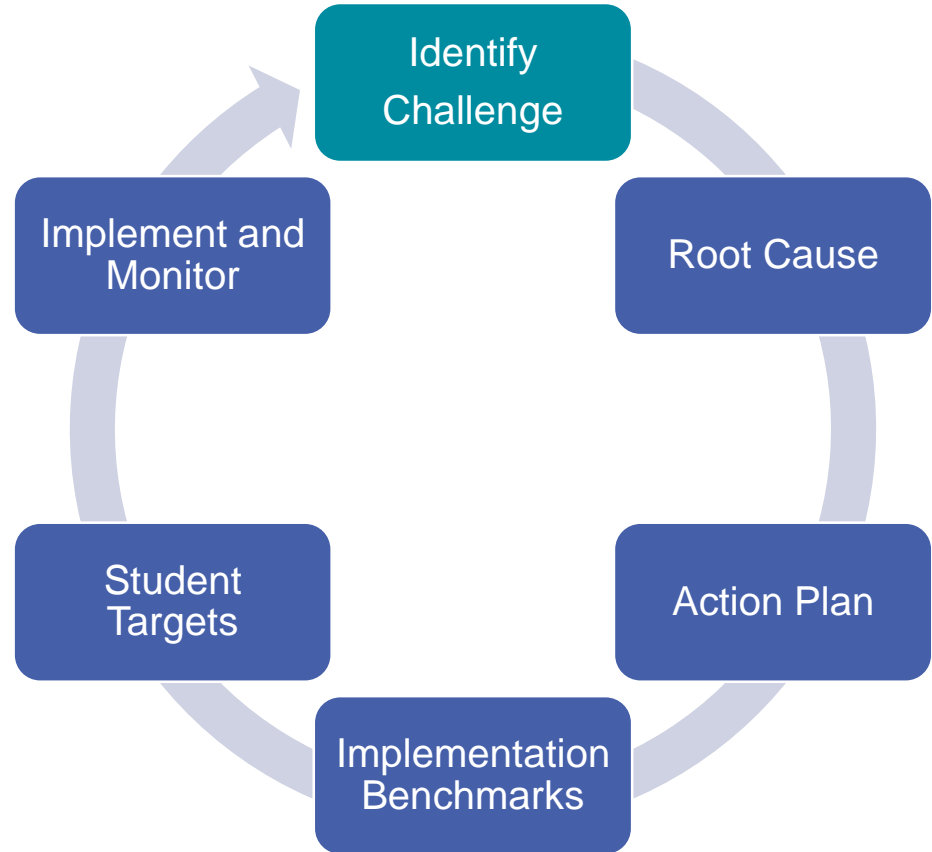 Identify
Challenge
Root Cause
Action Plan
Implementation
Benchmarks
Student
Targets
Implement and
Monitor